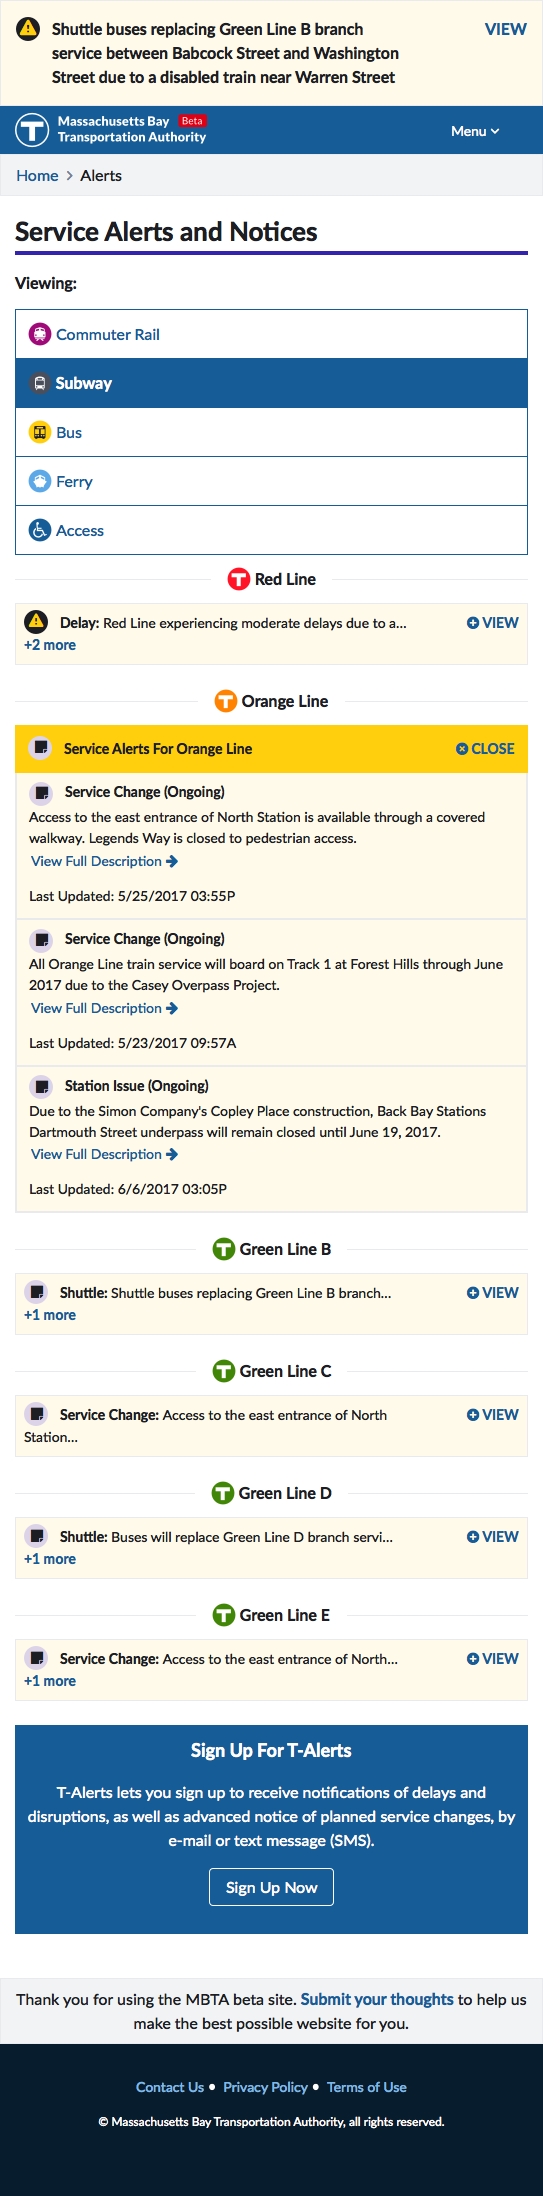 Shuttle buses replacing Green Line B branch
VIEW
service between Babcock Street and Washington
Street due to a disabled train near Warren Street
Massachusetts Bay Beta
Transportation Authority
Menu
Home > Alerts
Service Alerts and Notices
Viewing:
Commuter Rail
Subway
Bus
Ferry
Access
T Red Line
Delay: Red Line experiencing moderate delays due to a...
VIEW
+2 more
T Orange Line
Service Alerts For Orange Line
CLOSE
Service Change (Ongoing)
Access to the east entrance of North Station is available through a covered
walkway. Legends Way is closed to pedestrian access.
View Full Description
Last Updated: 5/25/2017 03:55P
Service Change (Ongoing)
All Orange Line train service will board on Track 1 at Forest Hills through June
2017 due to the Casey Overpass Project.
View Full Description
Last Updated: 5/23/2017 09:57A
Station Issue (Ongoing)
Due to the Simon Company's Copley Place construction, Back Bay Stations
Dartmouth Street underpass will remain closed until June 19, 2017.
View Full Description
Last Updated: 6/6/2017 03:05P
T Green Line B
Shuttle: Shuttle buses replacing Green Line B branch...
VIEW
+1 more
T Green Line C
Service Change: Access to the east entrance of North
VIEW
Station...
T Green Line D
Shuttle: Buses will replace Green Line D branch servi...
VIEW
+1 more
T Green Line E
Service Change: Access to the east entrance of North...
VIEW
+1 more
Sign Up For T-Alerts
T-Alerts lets you sign up to receive notifications of delays and
disruptions, as well as advanced notice of planned service changes, by
e-mail or text message (SMS).
Sign Up Now
Thank you for using the MBTA beta site. Submit your thoughts to help us
make the best possible website for you.
Contact Us • Privacy Policy • Terms of Use
© Massachusetts Bay Transportation Authority, all rights reserved.